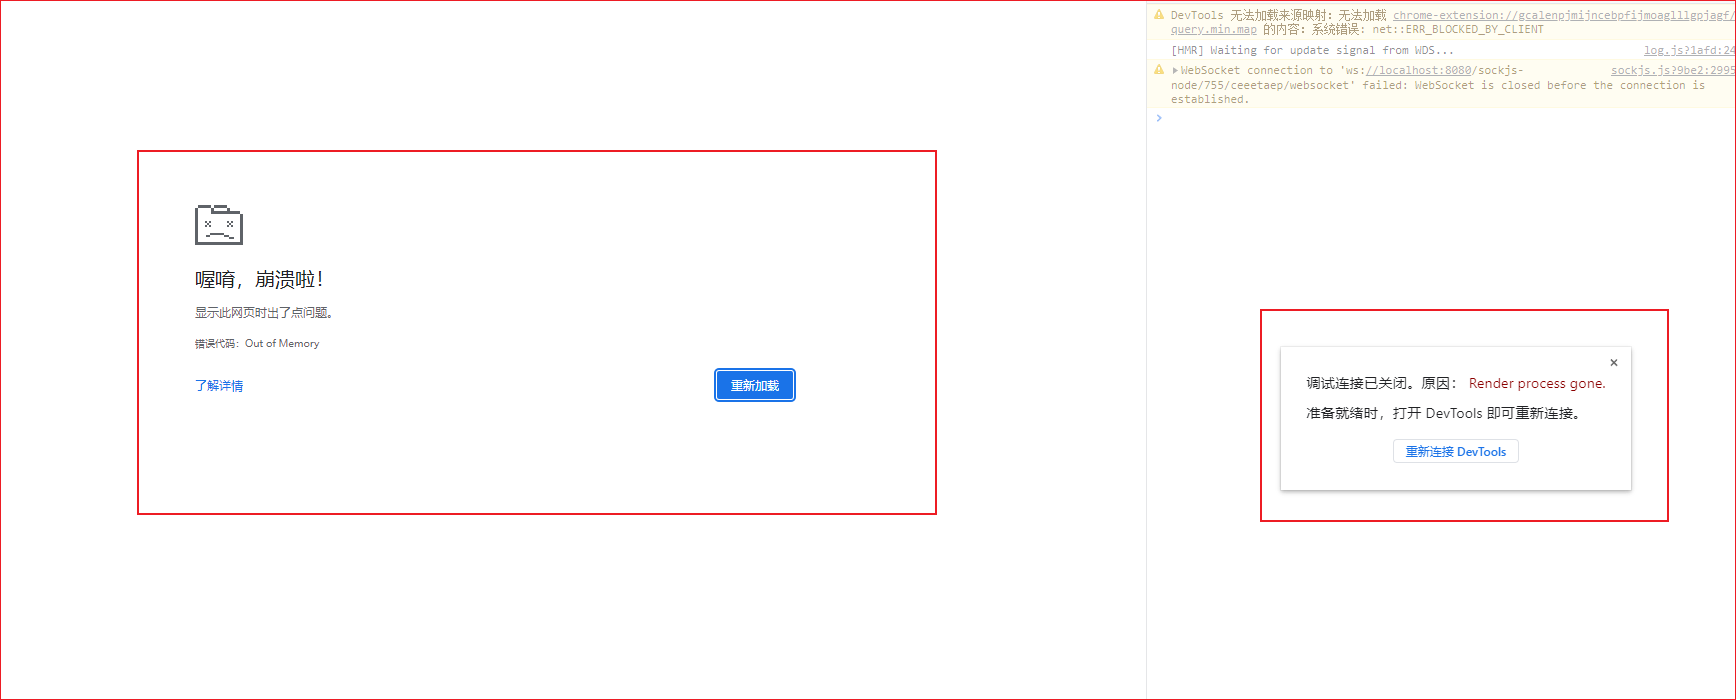 喔唷，崩溃啦！
显示此网页时出了点问题。
错误代码：Out of Memory
了解详情
重新加载
DevTools 无法加载来源映射：无法加载 chrome-extension://gcalenpjmijncebpfijmoaglllgpjagf/
query.min.map 的内容：系统错误：net::ERR_BLOCKED_BY_CLIENT
[HMR] Waiting for update signal from WDS... log.js?1afd:24
WebSocket connection to 'ws://localhost:8080/sockjs- sockjs.js?9be2:2995
node/755/ceeetaep/websocket' failed: WebSocket is closed before the connection is
established.
调试连接已关闭。原因： Render process gone.
准备就绪时，打开 DevTools 即可重新连接。
重新连接 DevTools